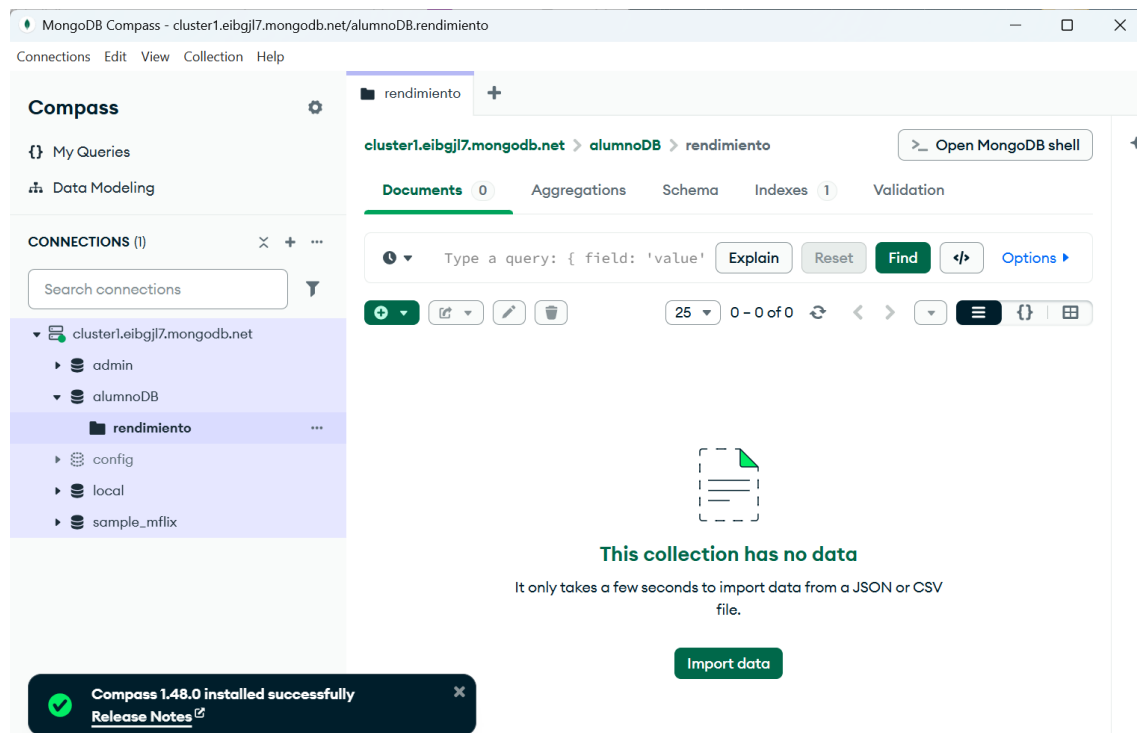 MongoDB Compass - cluster1.eibgjl7.mongodb.net/alumnoDB.rendimiento
Connections Edit View Collection Help
Compass
{} My Queries
Data Modeling
CONNECTIONS (1)
Search connections
cluster1.eibgjl7.mongodb.net
admin
alumnoDB
rendimiento
config
local
sample_mflix
rendimiento
cluster1.eibgjl7.mongodb.net > alumnoDB > rendimiento
>_ Open MongoDB shell
Documents 0 Aggregations Schema Indexes 1 Validation
Type a query: { field: 'value' Explain Reset Find </> Options
25 0 – 0 of 0 {}
This collection has no data
It only takes a few seconds to import data from a JSON or CSV
file.
Import data
Compass 1.48.0 installed successfully
Release Notes